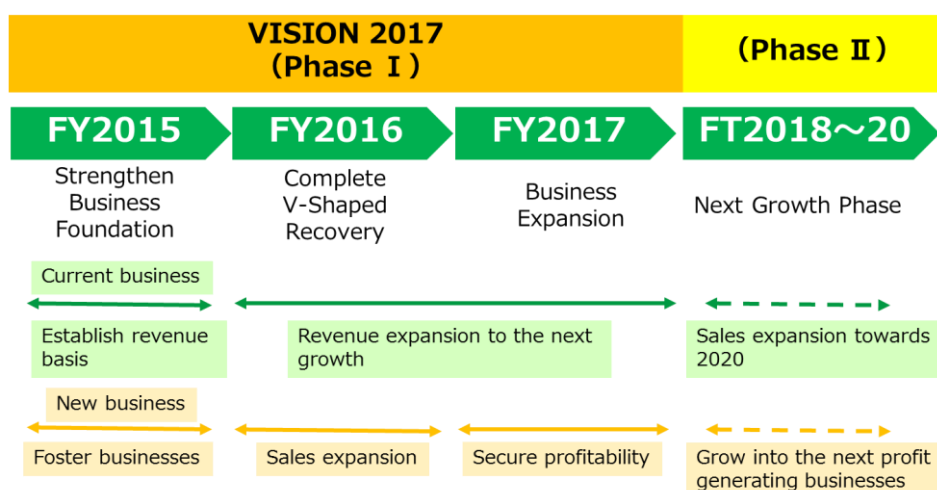 VISION 2017
(Phase Ⅰ)
(Phase Ⅱ)
FY2015
FY2016
FY2017
FT2018～20
Strengthen
Business
Foundation
Complete
V-Shaped
Recovery
Business
Expansion
Next Growth Phase
Current business
Establish revenue
basis
Revenue expansion to the next
growth
Sales expansion towards
2020
New business
Foster businesses
Sales expansion
Secure profitability
Grow into the next profit
generating businesses